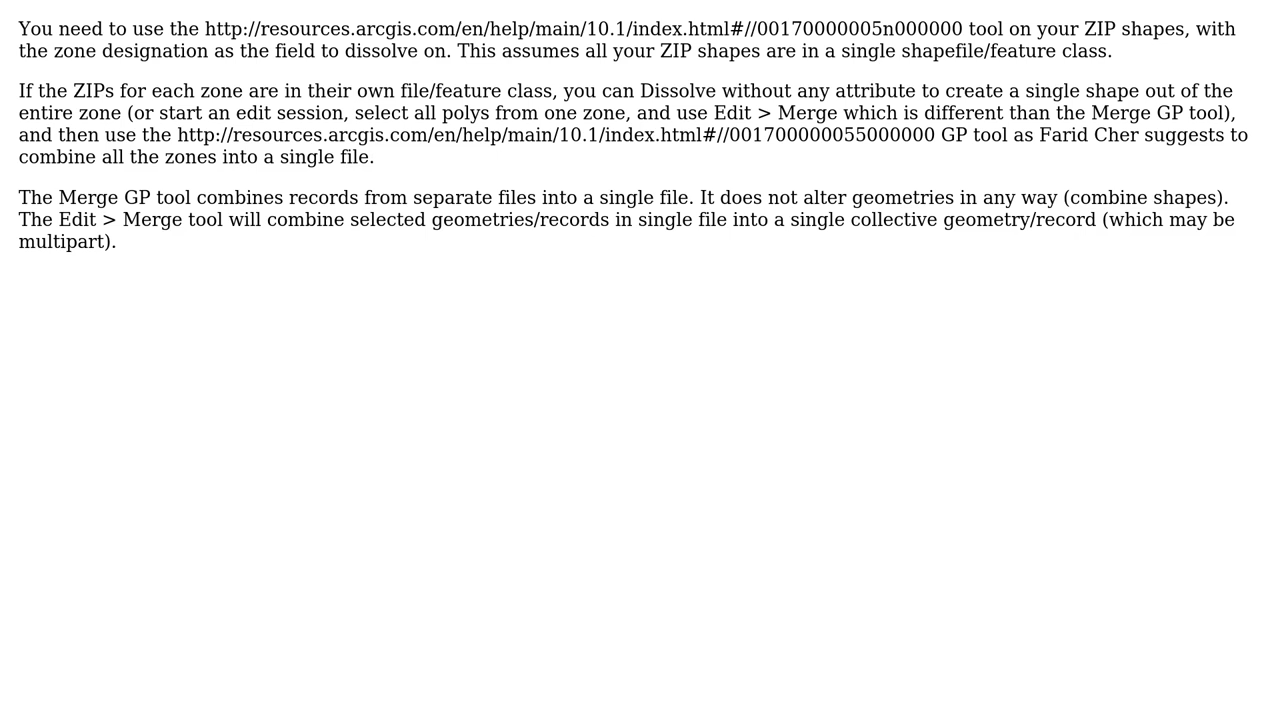 You need to use the http://resources.arcgis.com/en/help/main/10.1/index.html#//00170000005n000000 tool on your ZIP shapes, with
the zone designation as the field to dissolve on. This assumes all your ZIP shapes are in a single shapefile/feature class.
If the ZIPs for each zone are in their own file/feature class, you can Dissolve without any attribute to create a single shape out of the
entire zone (or start an edit session, select all polys from one zone, and use Edit > Merge which is different than the Merge GP tool),
and then use the http://resources.arcgis.com/en/help/main/10.1/index.html#//001700000055000000 GP tool as Farid Cher suggests to
combine all the zones into a single file.
The Merge GP tool combines records from separate files into a single file. It does not alter geometries in any way (combine shapes).
The Edit > Merge tool will combine selected geometries/records in single file into a single collective geometry/record (which may be
multipart).